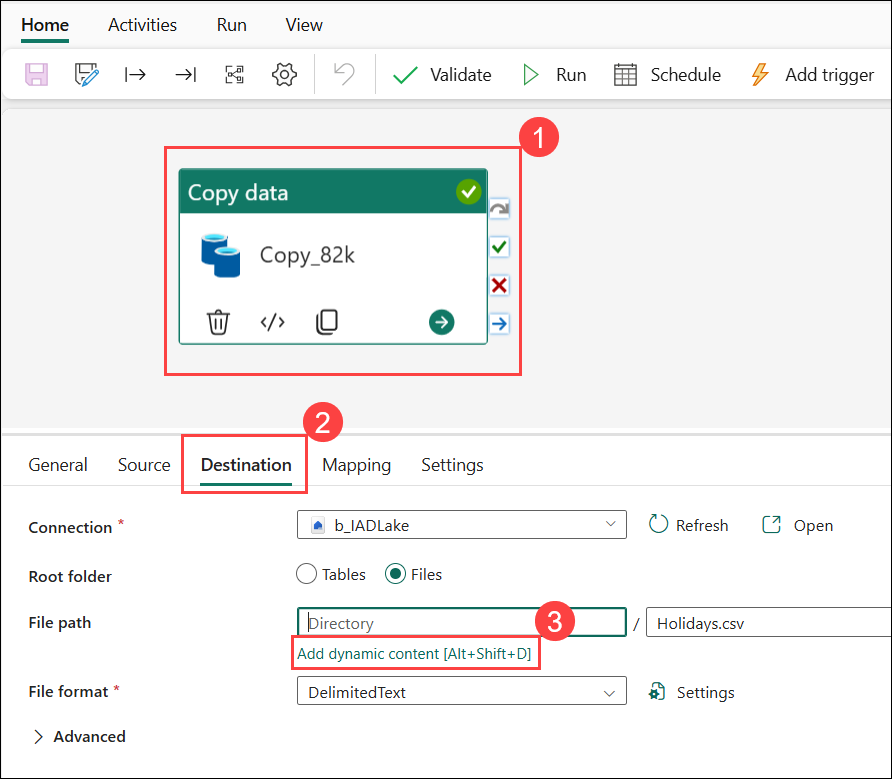 Home Activities Run View
Validate Run Schedule Add trigger
1
Copy data
Copy_82k
2
General Source Destination Mapping Settings
Connection * b_IADLake Refresh Open
Root folder Tables Files
File path Directory 3 / Holidays.csv
Add dynamic content [Alt+Shift+D]
File format * DelimitedText Settings
Advanced